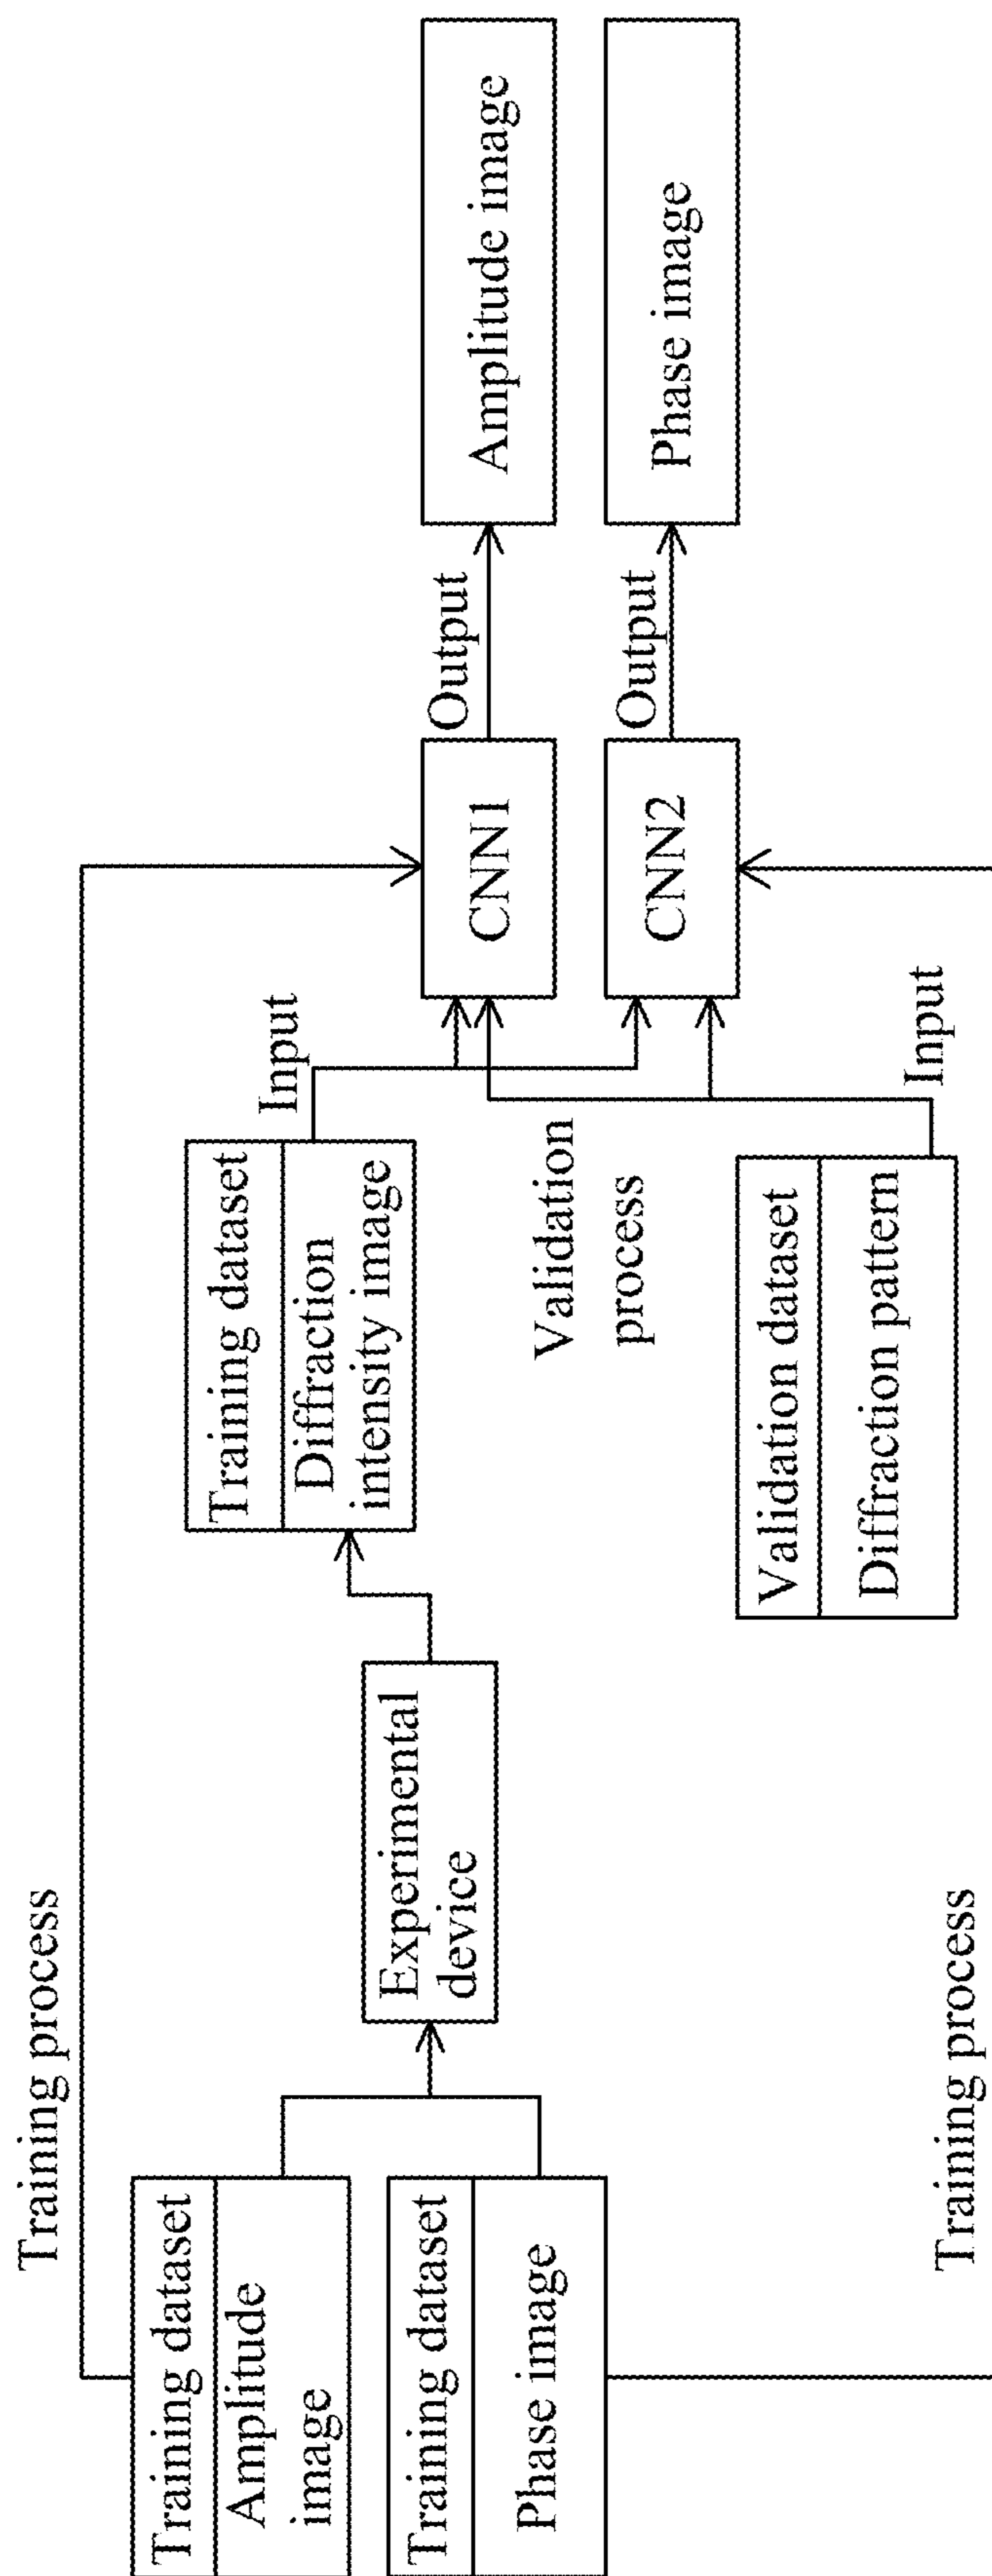 Training process
Training dataset
Amplitude
image
Training dataset
Phase image
Experimental
device
Training dataset
Diffraction
intensity image
Input
Validation
process
Validation dataset
Diffraction pattern
Input
CNN1
CNN2
Output
Output
Amplitude image
Phase image
Training process